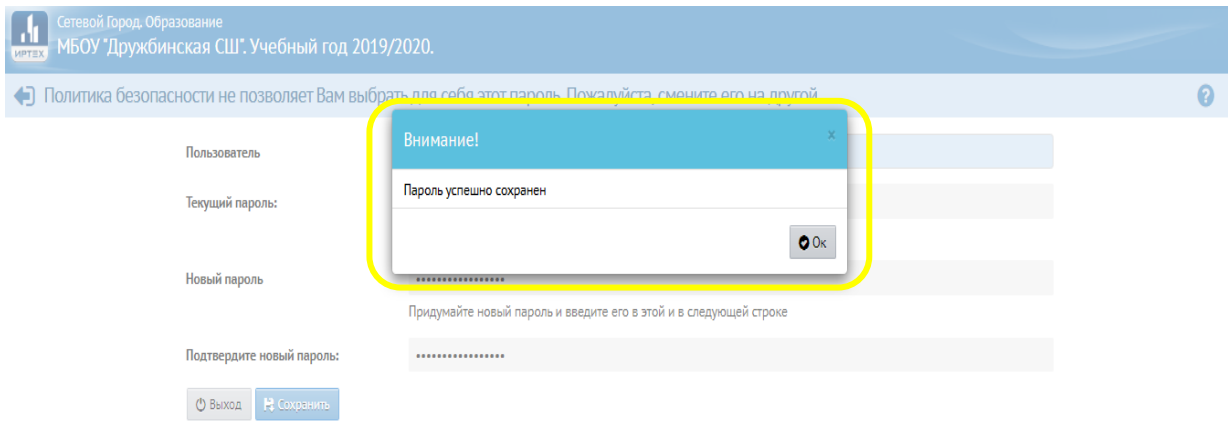 Сетевой Город. Образование
ИРТЕХ
МБОУ "Дружбинская СШ". Учебный год 2019/2020.
Политика безопасности не позволяет Вам выбрать для себя этот пароль. Пожалуйста, смените его на другой
?
Внимание!
x
Пользователь
Пароль успешно сохранен
Текущий пароль:
Ок
Новый пароль
•••••••••••••••••
Придумайте новый пароль и введите его в этой и в следующей строке
Подтвердите новый пароль:
•••••••••••••••••
Выход
Сохранить